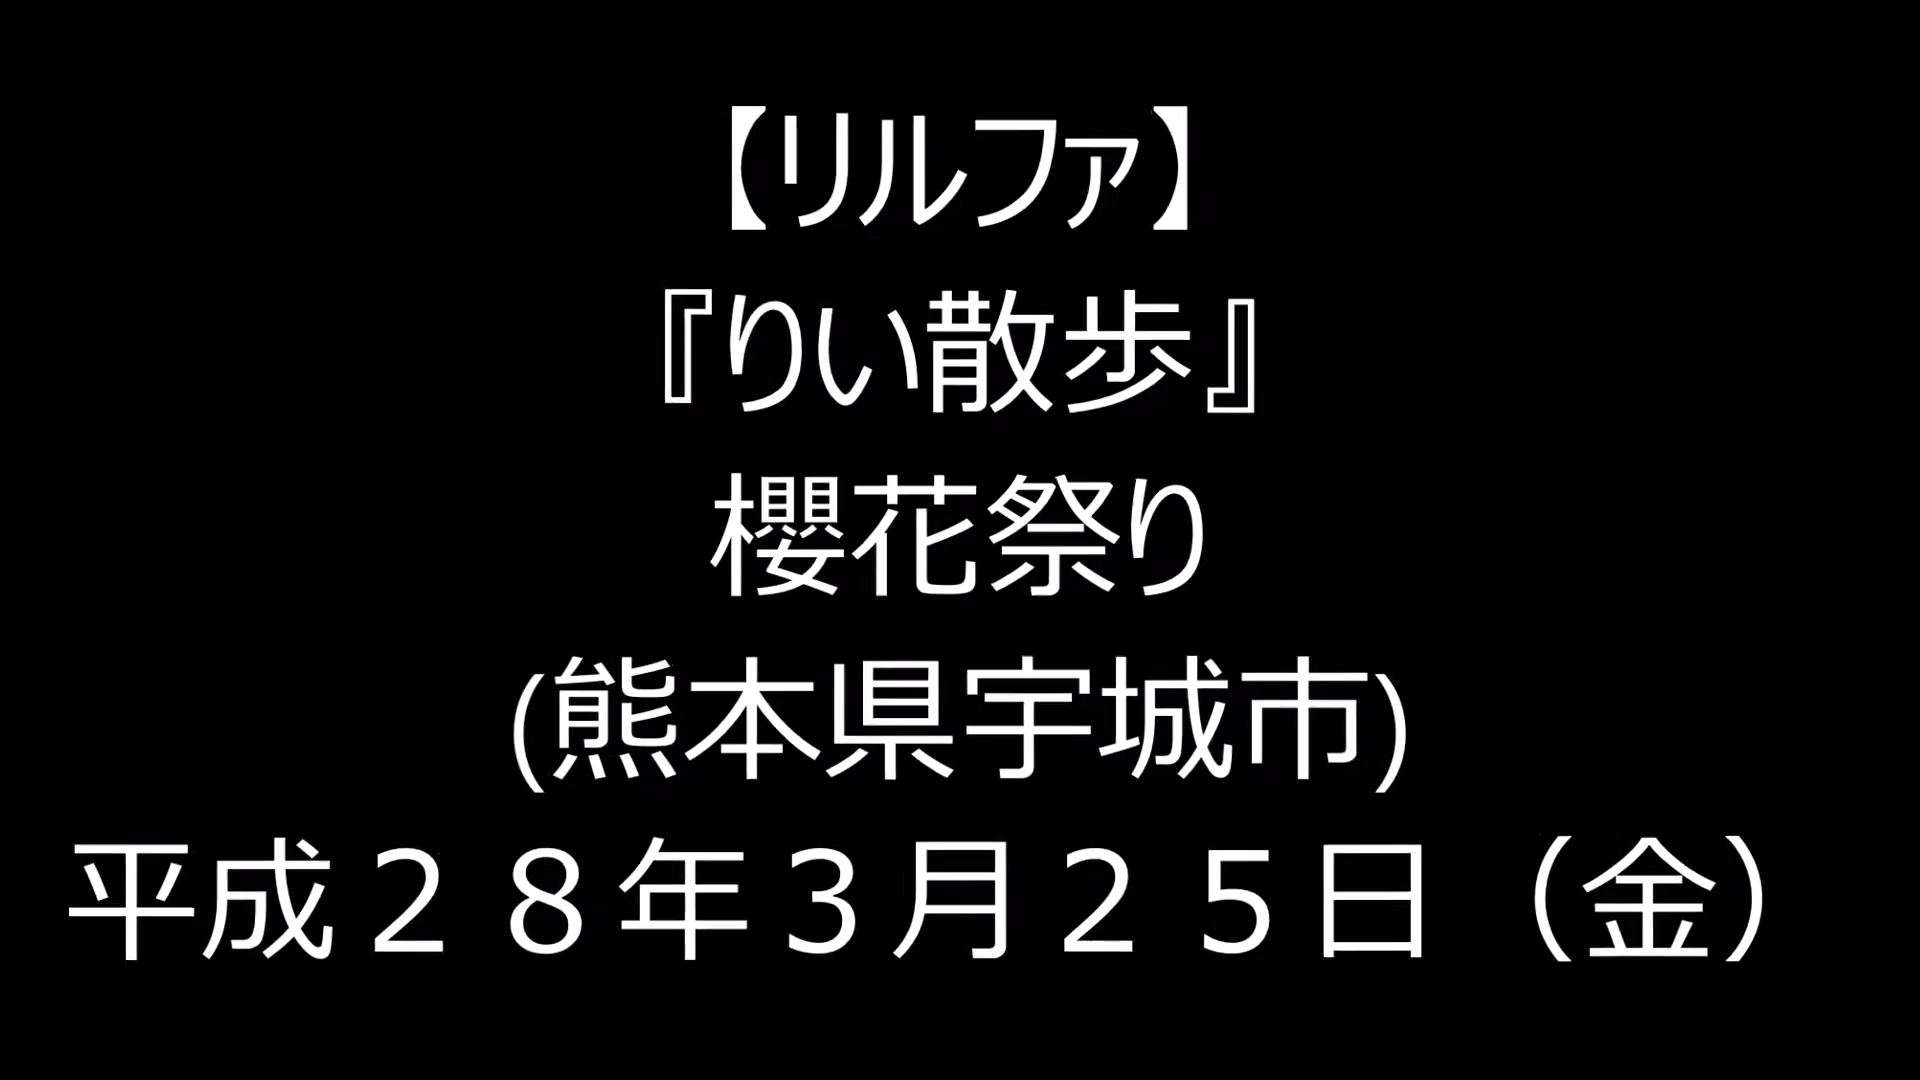 【リルファ】
『りい散歩』
櫻花祭り
(熊本県宇城市)
平成２８年３月２５日（金）